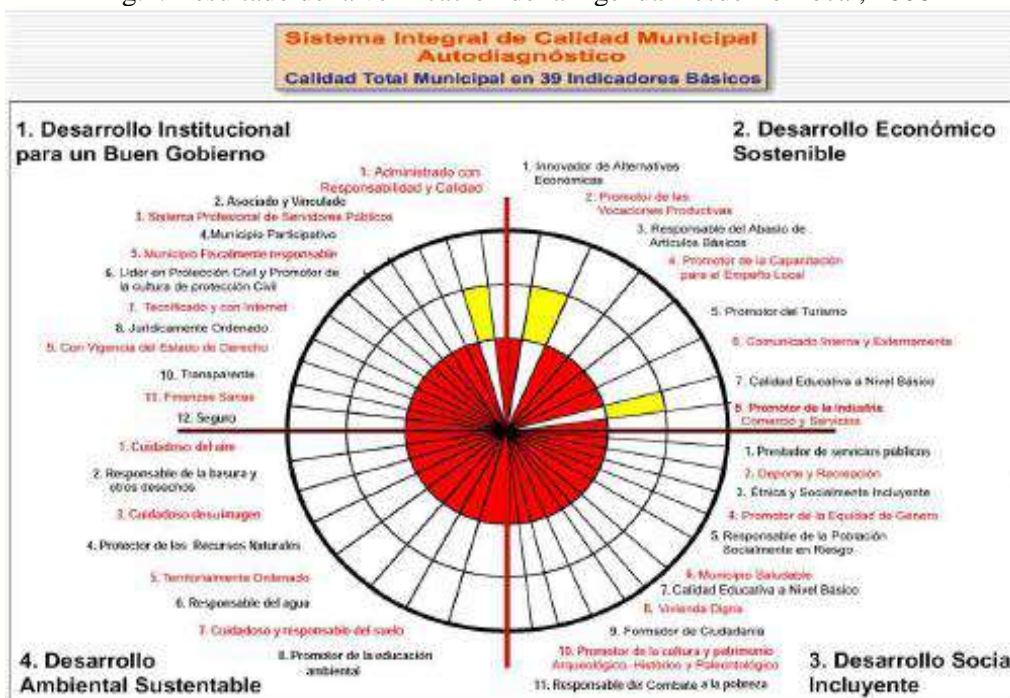 Sistema Integral de Calidad Municipal
Autodiagnóstico
Calidad Total Municipal en 39 Indicadores Básicos
1. Desarrollo Institucional
para un Buen Gobierno
1. Administrado con
Responsabilidad y Calidad
2. Asociado y Vinculado
3. Sistema Profesional de Servidores Públicos
4.Municipio Participativo
5. Municipio Fiscalmente responsable
6. Lider en Protección Civil y Promotor de
la cultura de protección Civil
7. Tecnificado y con Internet
8. Jurídicamente Ordenado
9. Con Vigencia del Estado de Derecho
10. Transparente
11. Finanzas Sanas
12. Seguro
2. Desarrollo Económico
Sostenible
1. Innovador de Alternativas
Económicas
2. Promotor de las
Vocaciones Productivas
3. Responsable del Abasto de
Artículos Básicos
4. Promotor de la Capacitación
para el Empleo Local
5. Promotor del Turismo
6. Comunicado Interna y Externamente
7. Calidad Educativa a Nivel Básico
8. Promotor de la Industria
Comercio y Servicios
1. Prestador de servicios públicos
2. Deporte y Recreación
3. Étnica y Socialmente Incluyente
4. Promotor de la Equidad de Género
5. Responsable de la Población
Socialmente en Riesgo
6. Municipio Saludable
7. Calidad Educativa a Nivel Básico
8. Vivienda Digna
9. Formador de Ciudadanía
10. Promotor de la cultura y patrimonio
Arqueológico, Histórico y Paleontológico
11. Responsable del Combate a la pobreza
3. Desarrollo Socia
Incluyente
1. Cuidadoso del aire
2. Responsable de la basura y
otros desechos
3. Cuidadoso de su imagen
4. Protector de los Recursos Naturales
5. Territorialmente Ordenado
6. Responsable del agua
7. Cuidadoso y responsable del suelo
8. Promotor de la educación
ambiental
4. Desarrollo
Ambiental Sustentable